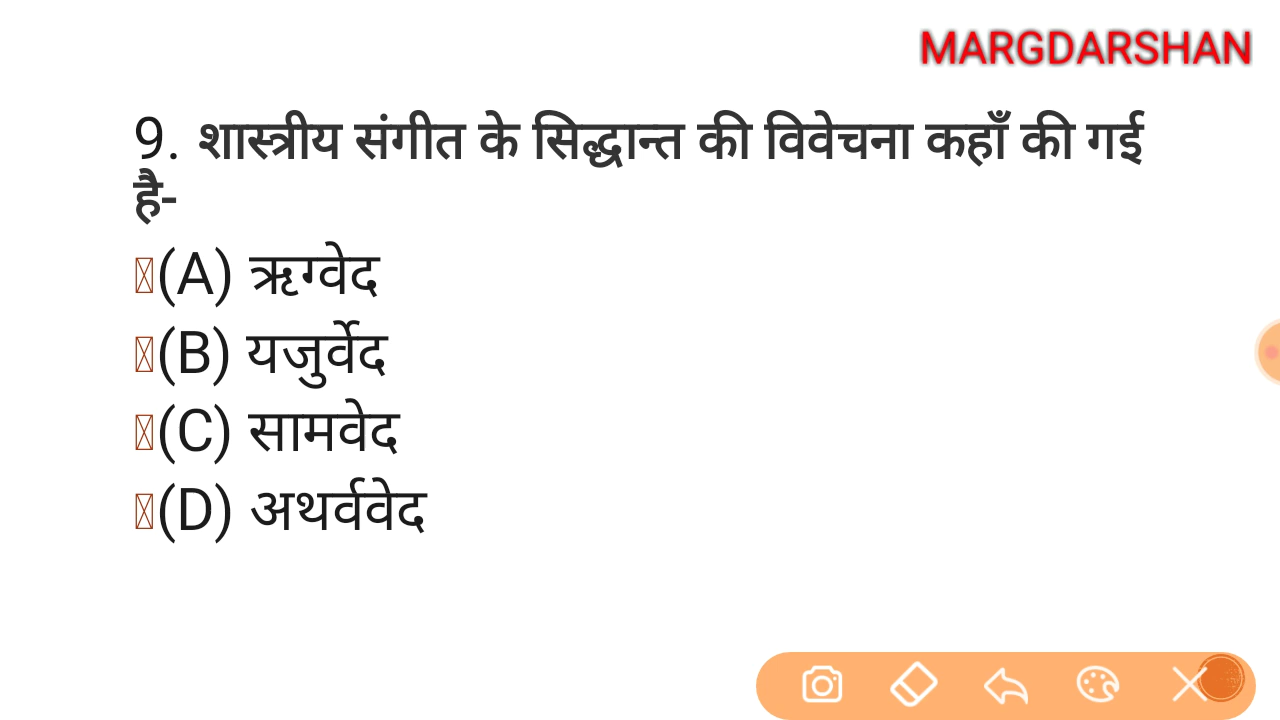 MARGDARSHAN
9. शास्त्रीय संगीत के सिद्धान्त की विवेचना कहाँ की गई
है-
(A) ऋग्वेद
(B) यजुर्वेद
(C) सामवेद
(D) अथर्ववेद